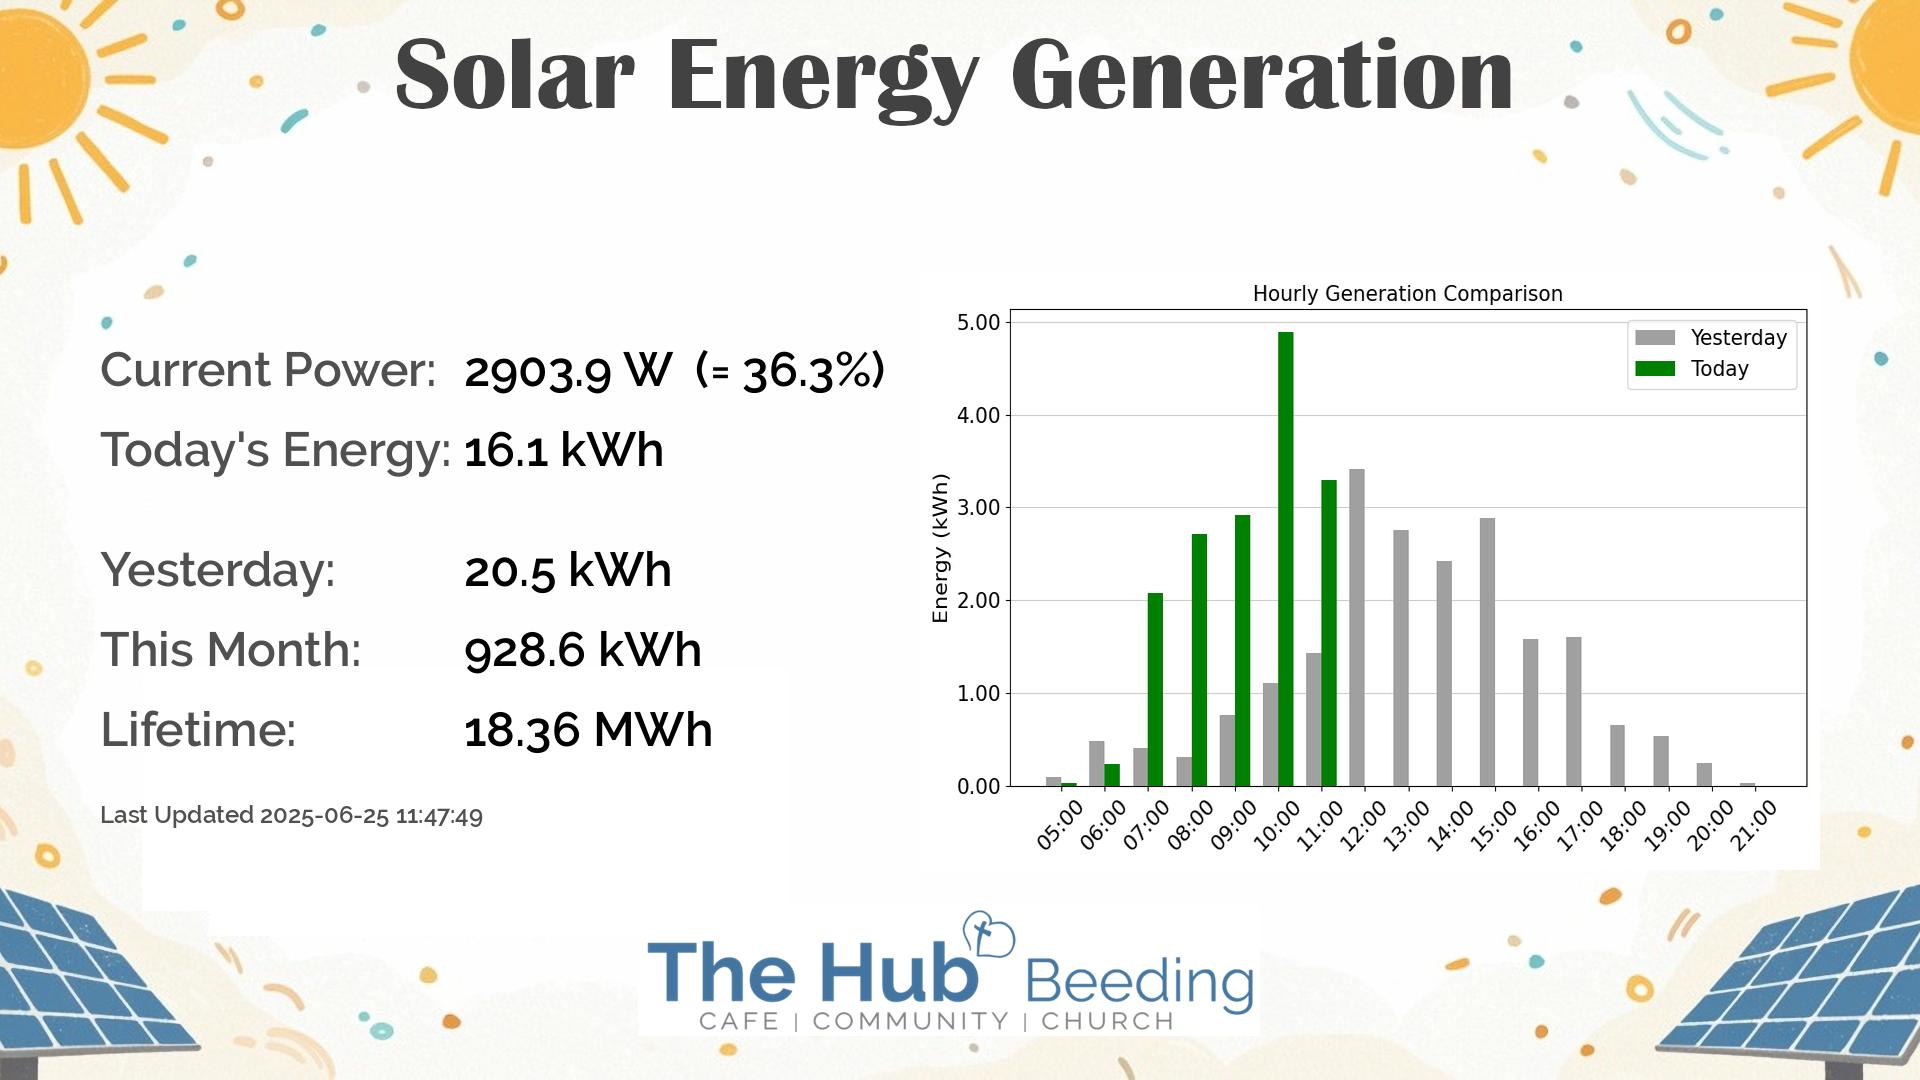 Solar Energy Generation
Current Power: 2903.9 W (= 36.3%)
Today's Energy: 16.1 kWh
Yesterday: 20.5 kWh
This Month: 928.6 kWh
Lifetime: 18.36 MWh
Last Updated 2025-06-25 11:47:49
Hourly Generation Comparison
Yesterday
Today
Energy (kWh)
5.00
4.00
3.00
2.00
1.00
0.00
05:00 06:00 07:00 08:00 09:00 10:00 11:00 12:00 13:00 14:00 15:00 16:00 17:00 18:00 19:00 20:00 21:00
The Hub Beeding
CAFE | COMMUNITY | CHURCH